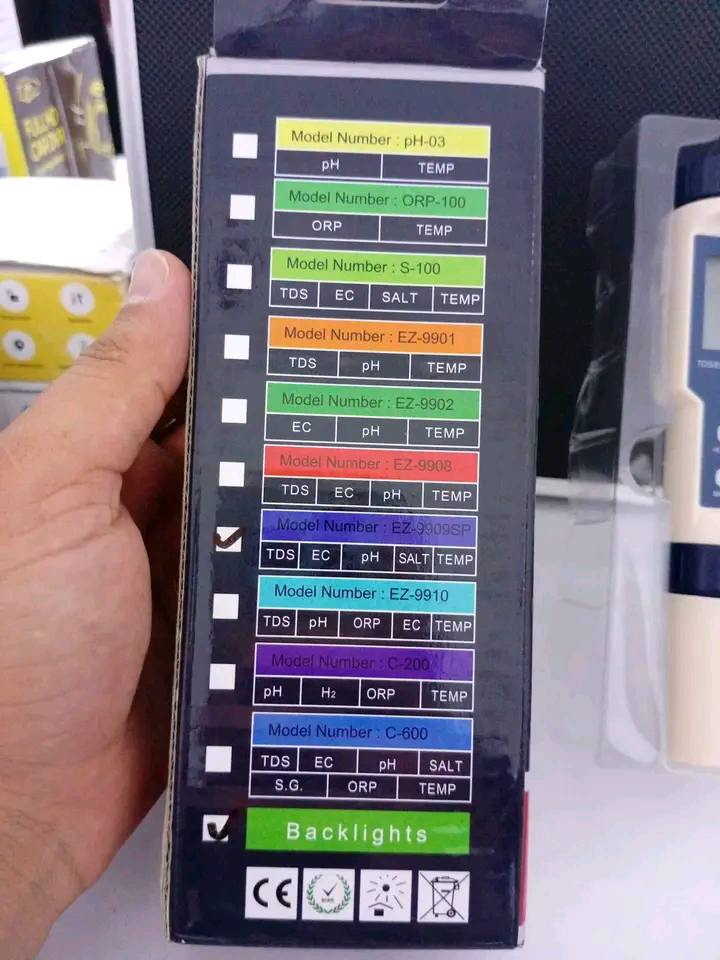 Model Number : pH-03
pH TEMP
Model Number : ORP-100
ORP TEMP
Model Number : S-100
TDS EC SALT TEMP
Model Number : EZ-9901
TDS pH TEMP
Model Number : EZ-9902
EC pH TEMP
Model Number : EZ-9908
TDS EC pH TEMP
Model Number : EZ-9909SP
TDS EC pH SALT TEMP
Model Number : EZ-9910
TDS pH ORP EC TEMP
Model Number : C-200
pH H₂ ORP TEMP
Model Number : C-600
TDS EC pH SALT
S.G. ORP TEMP
Backlights
CE